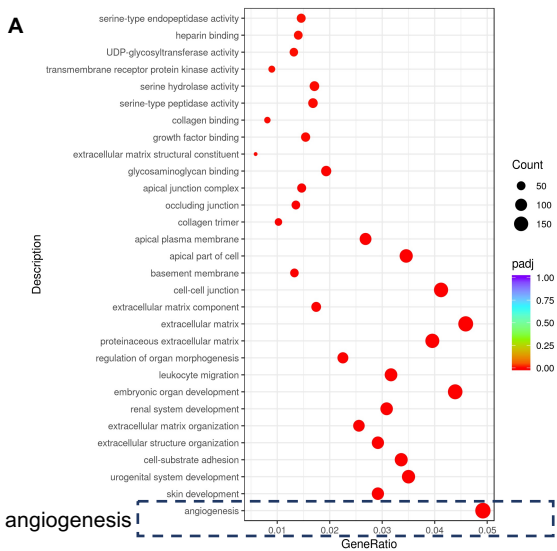 A
serine-type endopeptidase activity
heparin binding
UDP-glycosyltransferase activity
transmembrane receptor protein kinase activity
serine hydrolase activity
serine-type peptidase activity
collagen binding
growth factor binding
extracellular matrix structural constituent
glycosaminoglycan binding
apical junction complex
occluding junction
collagen trimer
apical plasma membrane
apical part of cell
basement membrane
cell-cell junction
extracellular matrix component
extracellular matrix
proteinaceous extracellular matrix
regulation of organ morphogenesis
leukocyte migration
embryonic organ development
renal system development
extracellular matrix organization
extracellular structure organization
cell-substrate adhesion
urogenital system development
skin development
angiogenesis
angiogenesis
Description
0.01 0.02 0.03 0.04 0.05
GeneRatio
Count
50
100
150
padj
1.00
0.75
0.50
0.25
0.00